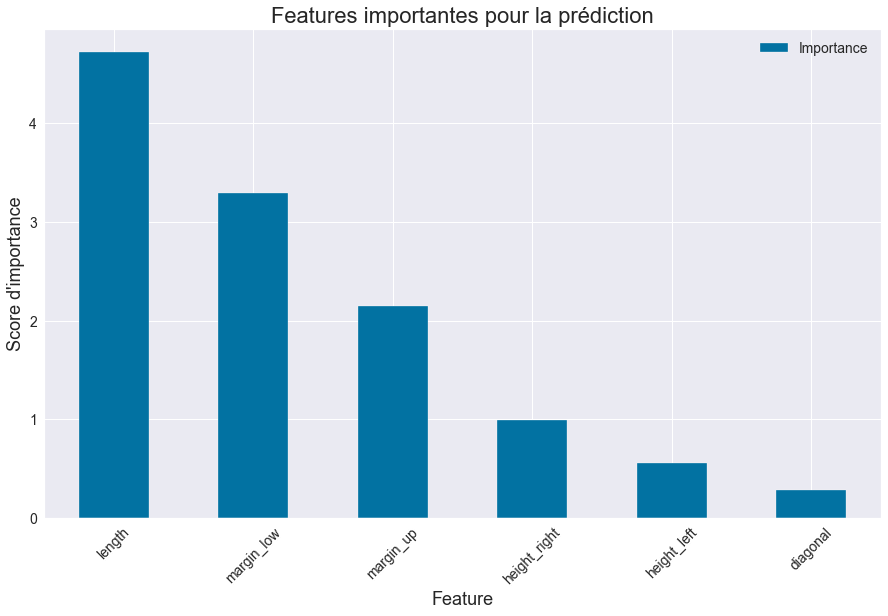 Features importantes pour la prédiction
Importance
Score d'importance
4
3
2
1
0
length
margin_low
margin_up
height_right
height_left
diagonal
Feature